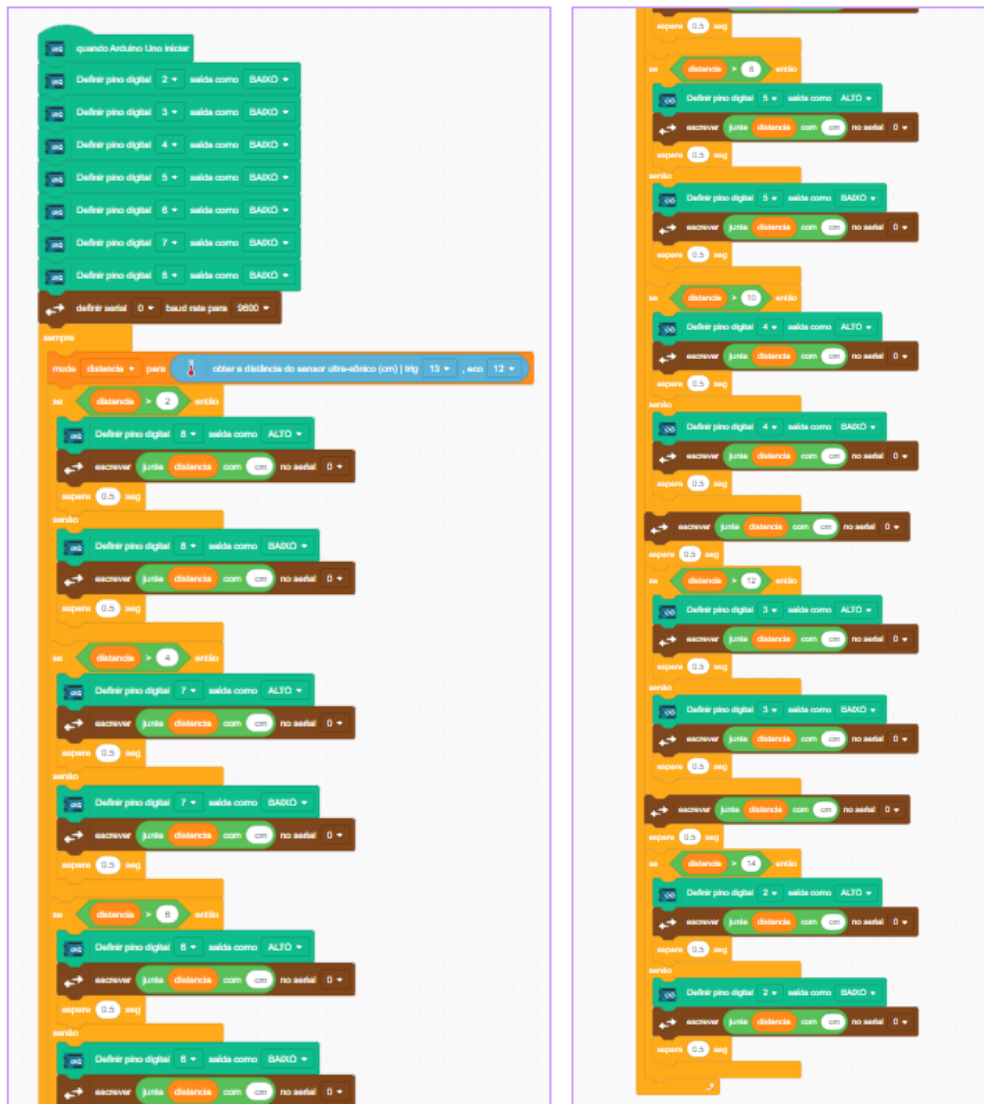 quando Arduino Uno iniciar
Definir pino digital 2 saída como BAIXO
Definir pino digital 3 saída como BAIXO
Definir pino digital 4 saída como BAIXO
Definir pino digital 5 saída como BAIXO
Definir pino digital 6 saída como BAIXO
Definir pino digital 7 saída como BAIXO
Definir pino digital 8 saída como BAIXO
definir serial 0 baud rate para 9600
sempre
mude distancia para obter a distância do sensor ultra-sônico (cm) | trig 13 , eco 12
se distancia > 2 então
Definir pino digital 8 saída como ALTO
escrever junte distancia com cm no serial 0
espere 0.5 seg
senão
Definir pino digital 8 saída como BAIXO
escrever junte distancia com cm no serial 0
espere 0.5 seg
se distancia > 4 então
Definir pino digital 7 saída como ALTO
escrever junte distancia com cm no serial 0
espere 0.5 seg
senão
Definir pino digital 7 saída como BAIXO
escrever junte distancia com cm no serial 0
espere 0.5 seg
se distancia > 6 então
Definir pino digital 6 saída como ALTO
escrever junte distancia com cm no serial 0
espere 0.5 seg
senão
Definir pino digital 6 saída como BAIXO
escrever junte distancia com cm no serial 0
espere 0.5 seg
se distancia > 8 então
Definir pino digital 5 saída como ALTO
escrever junte distancia com cm no serial 0
espere 0.5 seg
senão
Definir pino digital 5 saída como BAIXO
escrever junte distancia com cm no serial 0
espere 0.5 seg
se distancia > 10 então
Definir pino digital 4 saída como ALTO
escrever junte distancia com cm no serial 0
espere 0.5 seg
senão
Definir pino digital 4 saída como BAIXO
escrever junte distancia com cm no serial 0
espere 0.5 seg
escrever junte distancia com cm no serial 0
espere 0.5 seg
se distancia > 12 então
Definir pino digital 3 saída como ALTO
escrever junte distancia com cm no serial 0
espere 0.5 seg
senão
Definir pino digital 3 saída como BAIXO
escrever junte distancia com cm no serial 0
espere 0.5 seg
escrever junte distancia com cm no serial 0
espere 0.5 seg
se distancia > 14 então
Definir pino digital 2 saída como ALTO
escrever junte distancia com cm no serial 0
espere 0.5 seg
senão
Definir pino digital 2 saída como BAIXO
escrever junte distancia com cm no serial 0
espere 0.5 seg